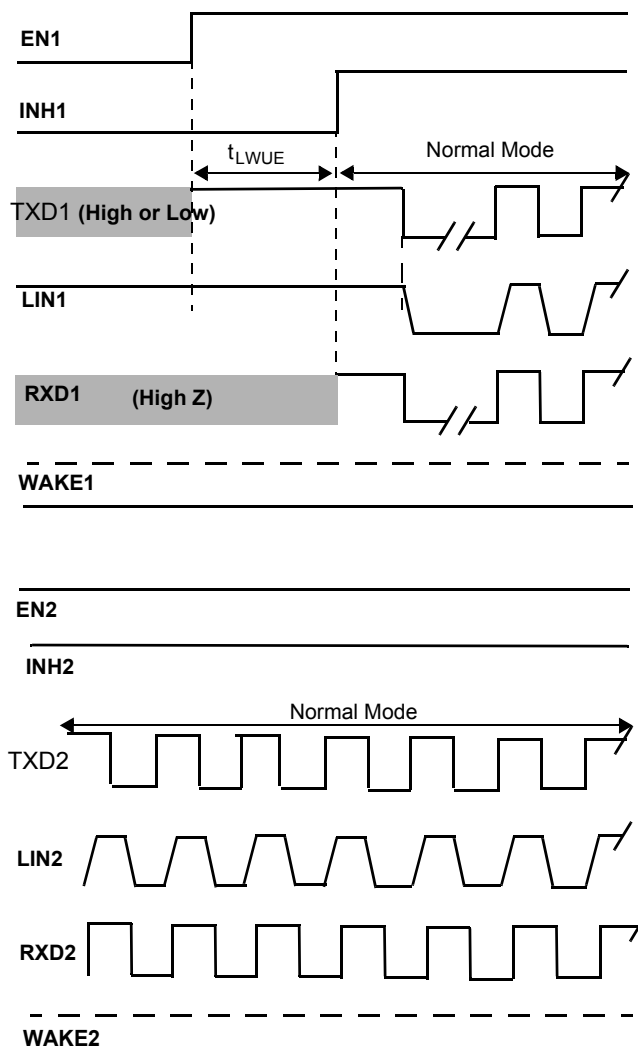 EN1
INH1
tLWUE
Normal Mode
TXD1 (High or Low)
LIN1
RXD1 (High Z)
WAKE1
EN2
INH2
Normal Mode
TXD2
LIN2
RXD2
WAKE2